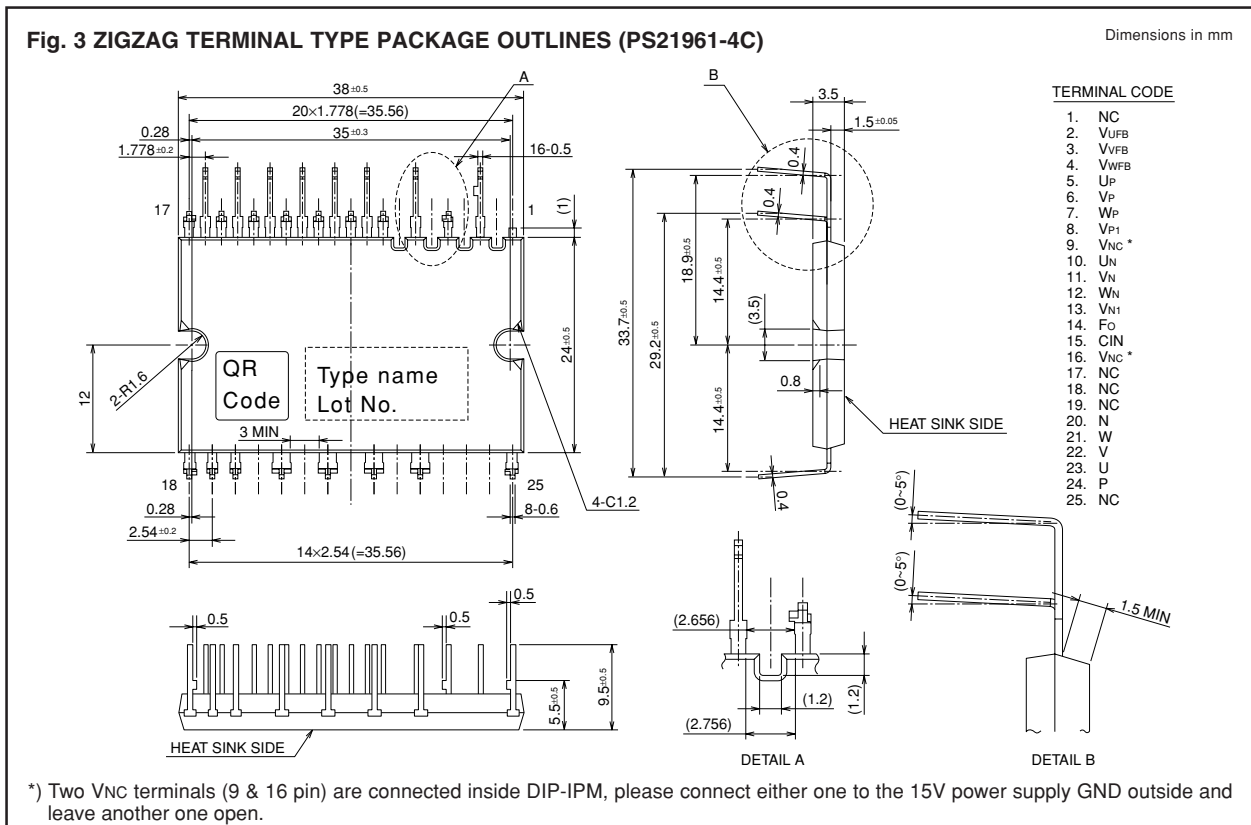 Fig. 3 ZIGZAG TERMINAL TYPE PACKAGE OUTLINES (PS21961-4C)
Dimensions in mm
A
38±0.5
20×1.778(=35.56)
0.28
35±0.3
1.778±0.2
16-0.5
17
1
(1)
24±0.5
12
2-R1.6
QR
Code
Type name
Lot No.
3 MIN
18
25
0.28
2.54±0.2
8-0.6
4-C1.2
14×2.54(=35.56)
B
3.5
1.5±0.05
0.4
0.4
33.7±0.5
29.2±0.5
18.9±0.5
14.4±0.5
(3.5)
0.8
14.4±0.5
HEAT SINK SIDE
0.4
TERMINAL CODE
1. NC
2. VUFB
3. VVFB
4. VWFB
5. UP
6. VP
7. WP
8. VP1
9. VNC *
10. UN
11. VN
12. WN
13. VN1
14. FO
15. CIN
16. VNC *
17. NC
18. NC
19. NC
20. N
21. W
22. V
23. U
24. P
25. NC
0.5
0.5
0.5
5.5±0.5
9.5±0.5
HEAT SINK SIDE
(2.656)
(1.2)
(1.2)
(2.756)
DETAIL A
(0~5°)
(0~5°)
1.5 MIN
DETAIL B
*) Two VNC terminals (9 & 16 pin) are connected inside DIP-IPM, please connect either one to the 15V power supply GND outside and
leave another one open.